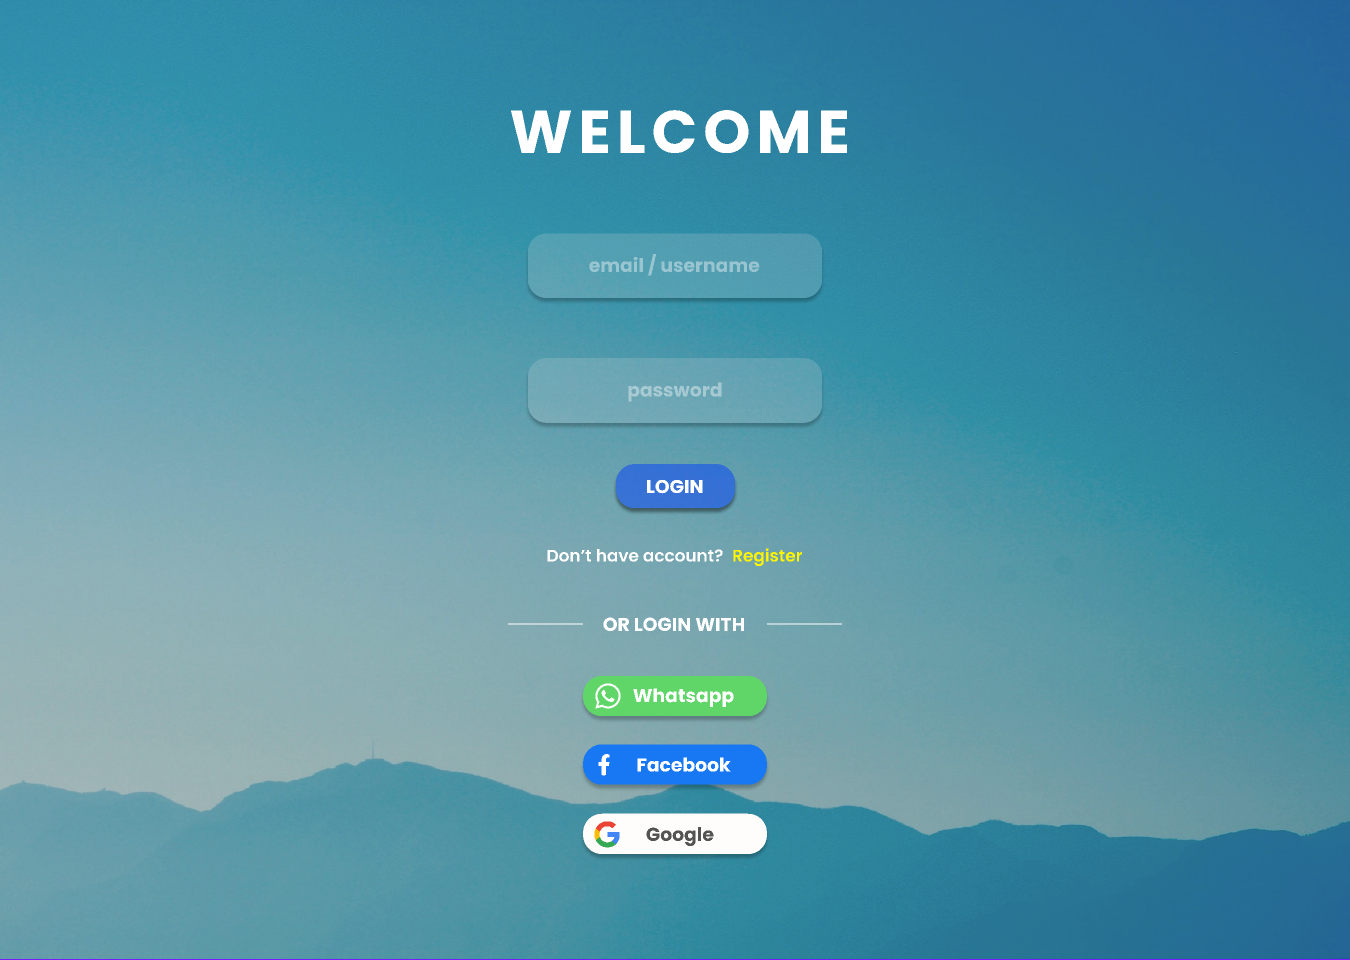 WELCOME
email / username
password
LOGIN
Don’t have account? Register
OR LOGIN WITH
Whatsapp
Facebook
Google